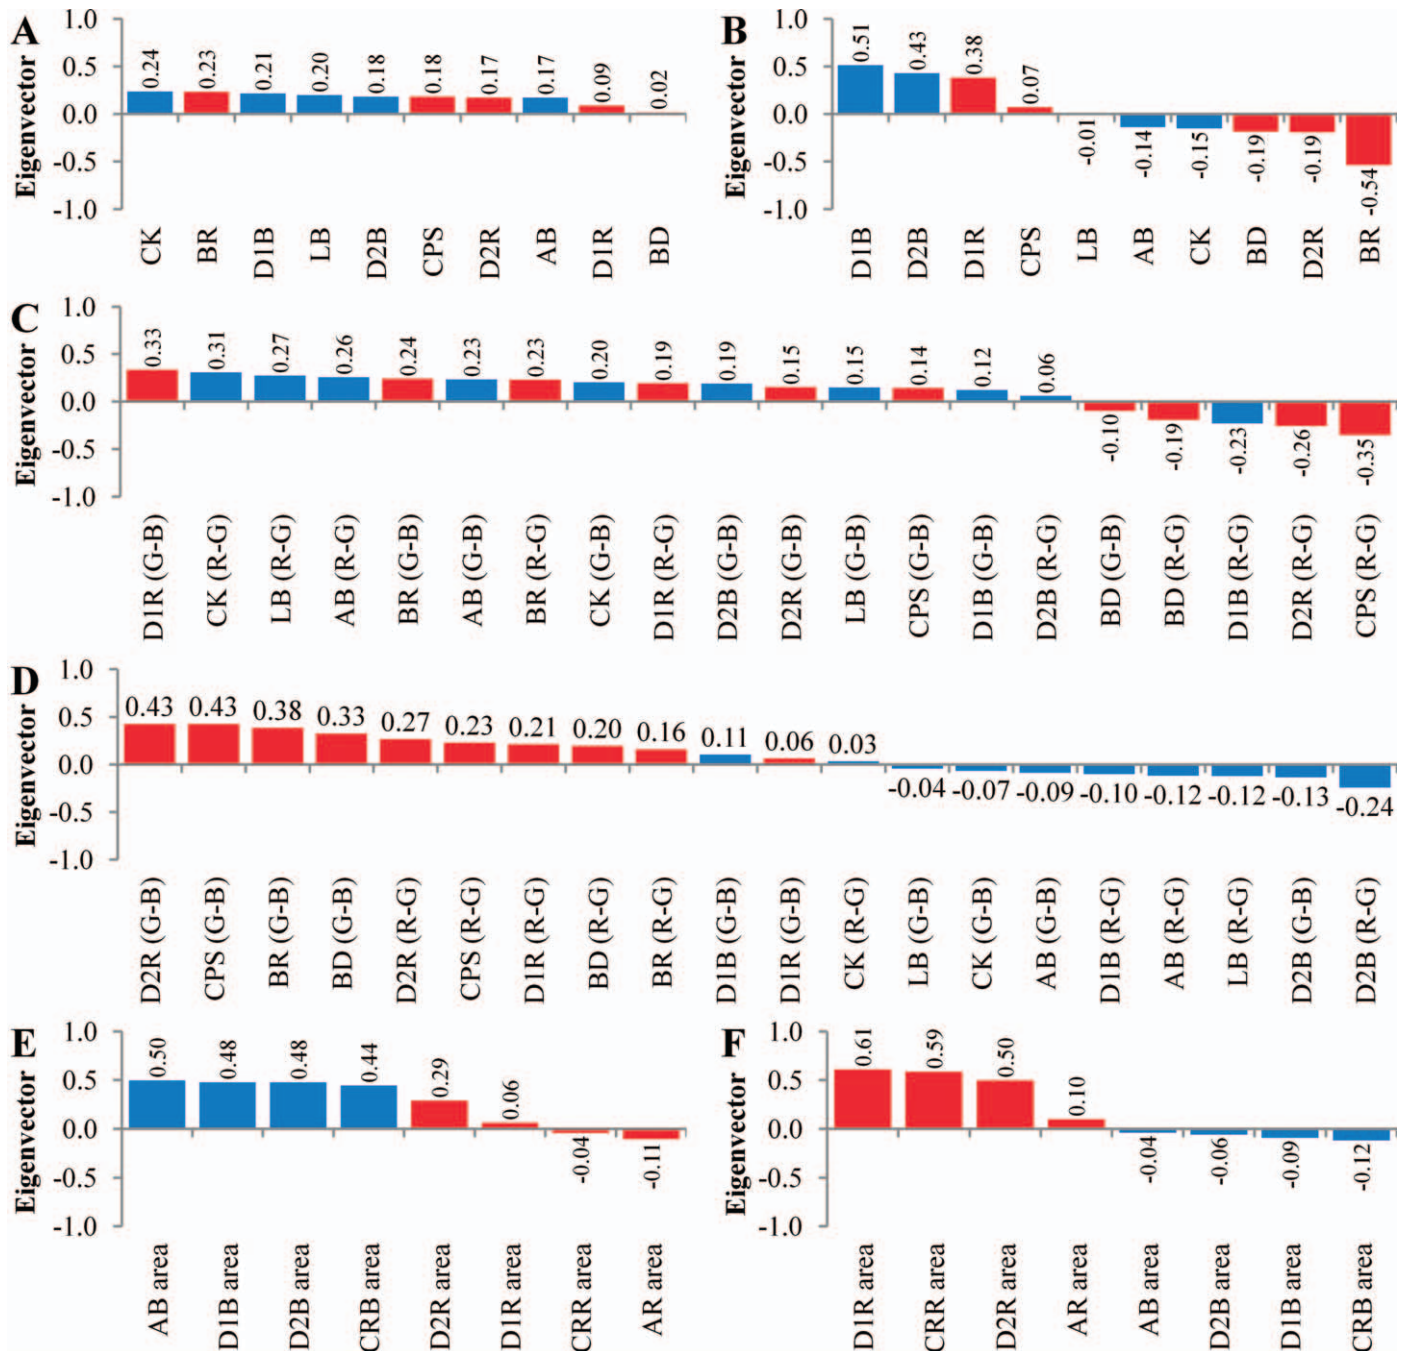 A
Eigenvector
1.0
0.5
0.0
-0.5
-1.0
0.24 0.23 0.21 0.20 0.18 0.18 0.17 0.17 0.09 0.02
CK BR D1B LB D2B CPS D2R AB D1R BD
B
Eigenvector
1.0
0.5
0.0
-0.5
-1.0
0.51 0.43 0.38 0.07 -0.01 -0.14 -0.15 -0.19 -0.19 -0.54
D1B D2B D1R CPS LB AB CK BD D2R BR
C
Eigenvector
1.0
0.5
0.0
-0.5
-1.0
0.33 0.31 0.27 0.26 0.24 0.23 0.23 0.20 0.19 0.19 0.15 0.15 0.14 0.12 0.06 -0.10 -0.19 -0.23 -0.26 -0.35
D1R (G-B) CK (R-G) LB (R-G) AB (R-G) BR (G-B) AB (G-B) BR (R-G) CK (G-B) D1R (R-G) D2B (G-B) D2R (G-B) LB (G-B) CPS (G-B) D1B (G-B) D2B (R-G) BD (G-B) BD (R-G) D1B (R-G) D2R (R-G) CPS (R-G)
D
Eigenvector
1.0
0.5
0.0
-0.5
-1.0
0.43 0.43 0.38 0.33 0.27 0.23 0.21 0.20 0.16 0.11 0.06 0.03 -0.04 -0.07 -0.09 -0.10 -0.12 -0.12 -0.13 -0.24
D2R (G-B) CPS (G-B) BR (G-B) BD (G-B) D2R (R-G) CPS (R-G) D1R (R-G) BD (R-G) BR (R-G) D1B (G-B) D1R (G-B) CK (R-G) LB (G-B) CK (G-B) AB (G-B) D1B (R-G) AB (R-G) LB (R-G) D2B (G-B) D2B (R-G)
E
Eigenvector
1.0
0.5
0.0
-0.5
-1.0
0.50 0.48 0.48 0.44 0.29 0.06 -0.04 -0.11
AB area D1B area D2B area CRB area D2R area D1R area CRR area AR area
F
Eigenvector
1.0
0.5
0.0
-0.5
-1.0
0.61 0.59 0.50 0.10 -0.04 -0.06 -0.09 -0.12
D1R area CRR area D2R area AR area AB area D2B area D1B area CRB area